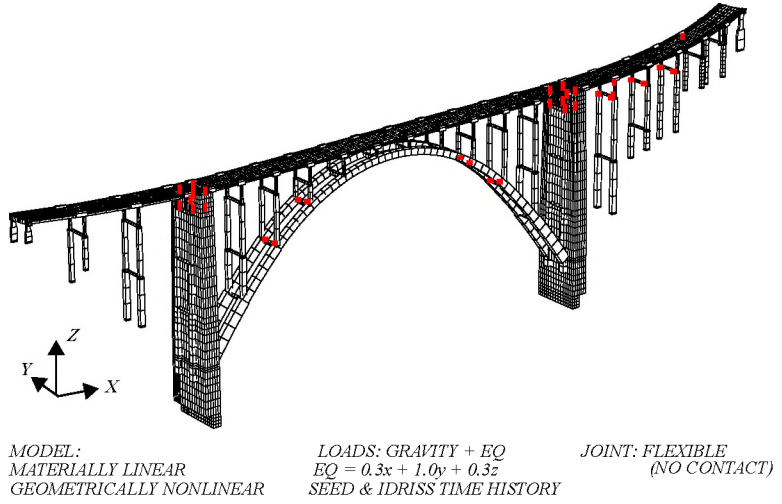 Z
Y
X
MODEL: LOADS: GRAVITY + EQ JOINT: FLEXIBLE
MATERIALLY LINEAR EQ = 0.3x + 1.0y + 0.3z (NO CONTACT)
GEOMETRICALLY NONLINEAR SEED & IDRISS TIME HISTORY